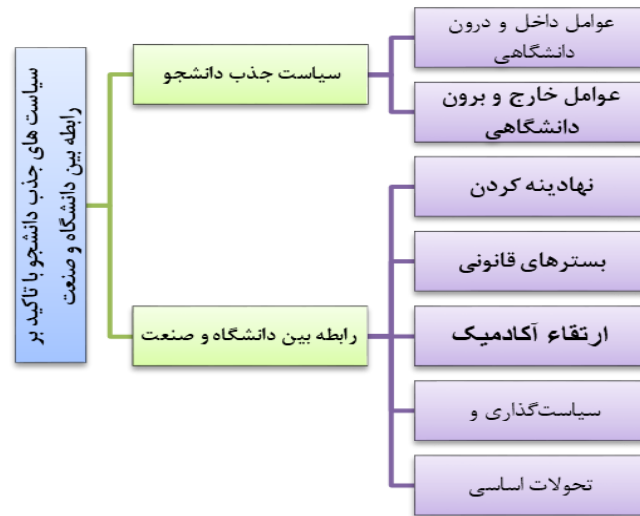 سیاست های جذب دانشجو با تاکید بر
رابطه بین دانشگاه و صنعت
سیاست جذب دانشجو
عوامل داخل و درون
دانشگاهی
عوامل خارج و برون
دانشگاهی
رابطه بین دانشگاه و صنعت
نهادینه کردن
بسترهای قانونی
ارتقاء آکادمیک
سیاست‌گذاری و
تحولات اساسی